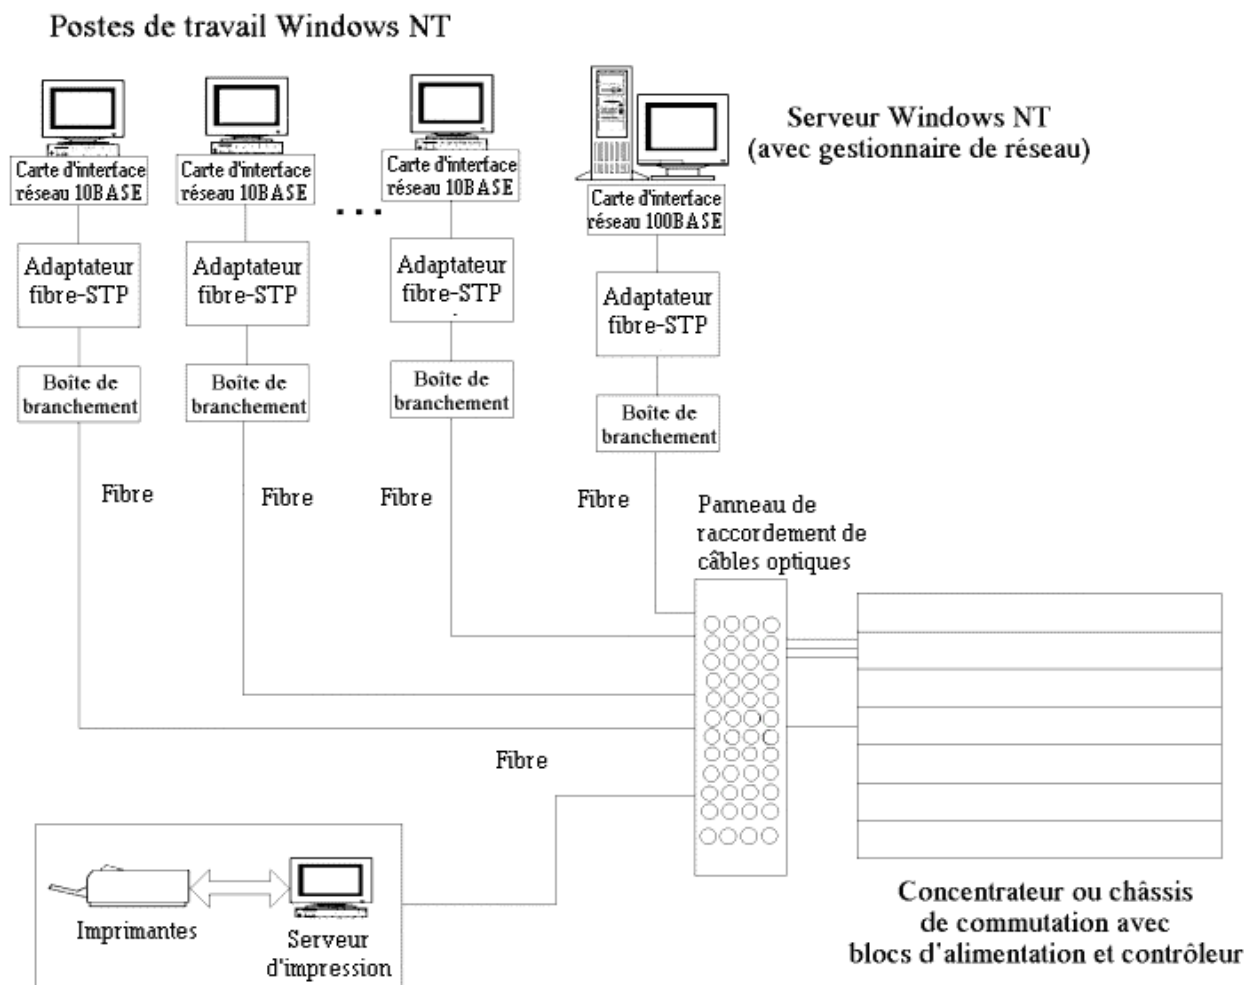 Postes de travail Windows NT
Serveur Windows NT
(avec gestionnaire de réseau)
Carte d'interface
réseau 10BASE
Carte d'interface
réseau 10BASE
...
Carte d'interface
réseau 10BASE
Carte d'interface
réseau 100BASE
Adaptateur
fibre-STP
Adaptateur
fibre-STP
Adaptateur
fibre-STP
Adaptateur
fibre-STP
Boîte de
branchement
Boîte de
branchement
Boîte de
branchement
Boîte de
branchement
Fibre
Fibre
Fibre
Fibre
Panneau de
raccordement de
câbles optiques
Fibre
Imprimantes
Serveur
d'impression
Concentrateur ou châssis
de commutation avec
blocs d'alimentation et contrôleur